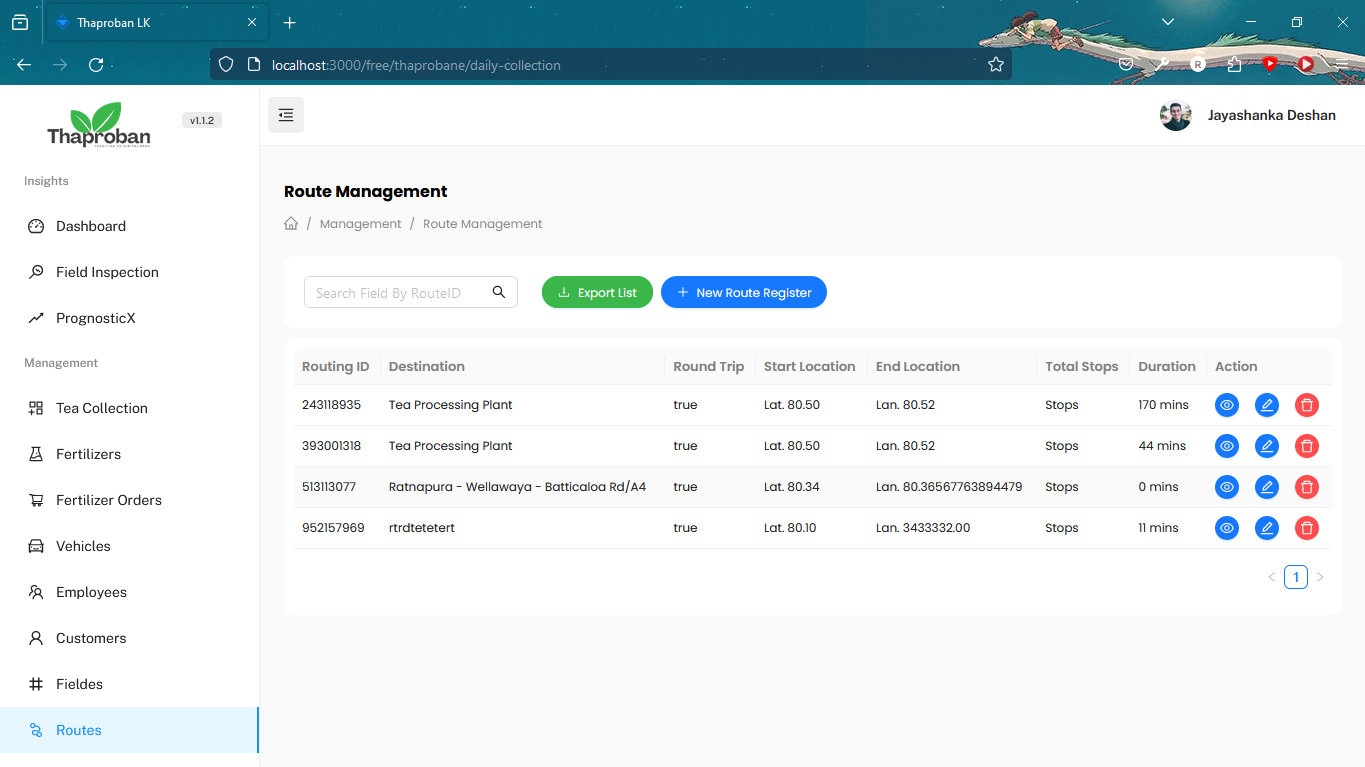 Thaproban LK
localhost:3000/free/thaprobane/daily-collection
R
Thaproban
v1.1.2
Jayashanka Deshan
Insights
Dashboard
Field Inspection
PrognosticX
Management
Tea Collection
Fertilizers
Fertilizer Orders
Vehicles
Employees
Customers
Fieldes
Routes
Route Management
/ Management / Route Management
Search Field By RouteID
Export List
+ New Route Register
Routing ID Destination Round Trip Start Location End Location Total Stops Duration Action
243118935 Tea Processing Plant true Lat. 80.50 Lan. 80.52 Stops 170 mins
393001318 Tea Processing Plant true Lat. 80.50 Lan. 80.52 Stops 44 mins
513113077 Ratnapura - Wellawaya - Batticaloa Rd/A4 true Lat. 80.34 Lan. 80.36567763894479 Stops 0 mins
952157969 rtrdtetetert true Lat. 80.10 Lan. 3433332.00 Stops 11 mins
< 1 >